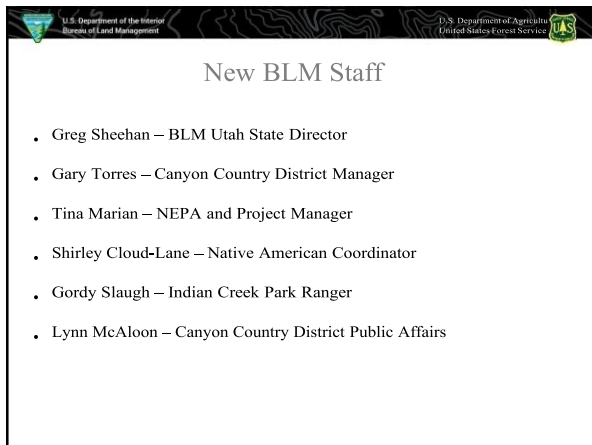 U.S. Department of the Interior
Bureau of Land Management
U.S. Department of Agricultu
United States Forest Service
UAS
New BLM Staff
• Greg Sheehan – BLM Utah State Director
• Gary Torres – Canyon Country District Manager
• Tina Marian – NEPA and Project Manager
• Shirley Cloud-Lane – Native American Coordinator
• Gordy Slaugh – Indian Creek Park Ranger
• Lynn McAloon – Canyon Country District Public Affairs